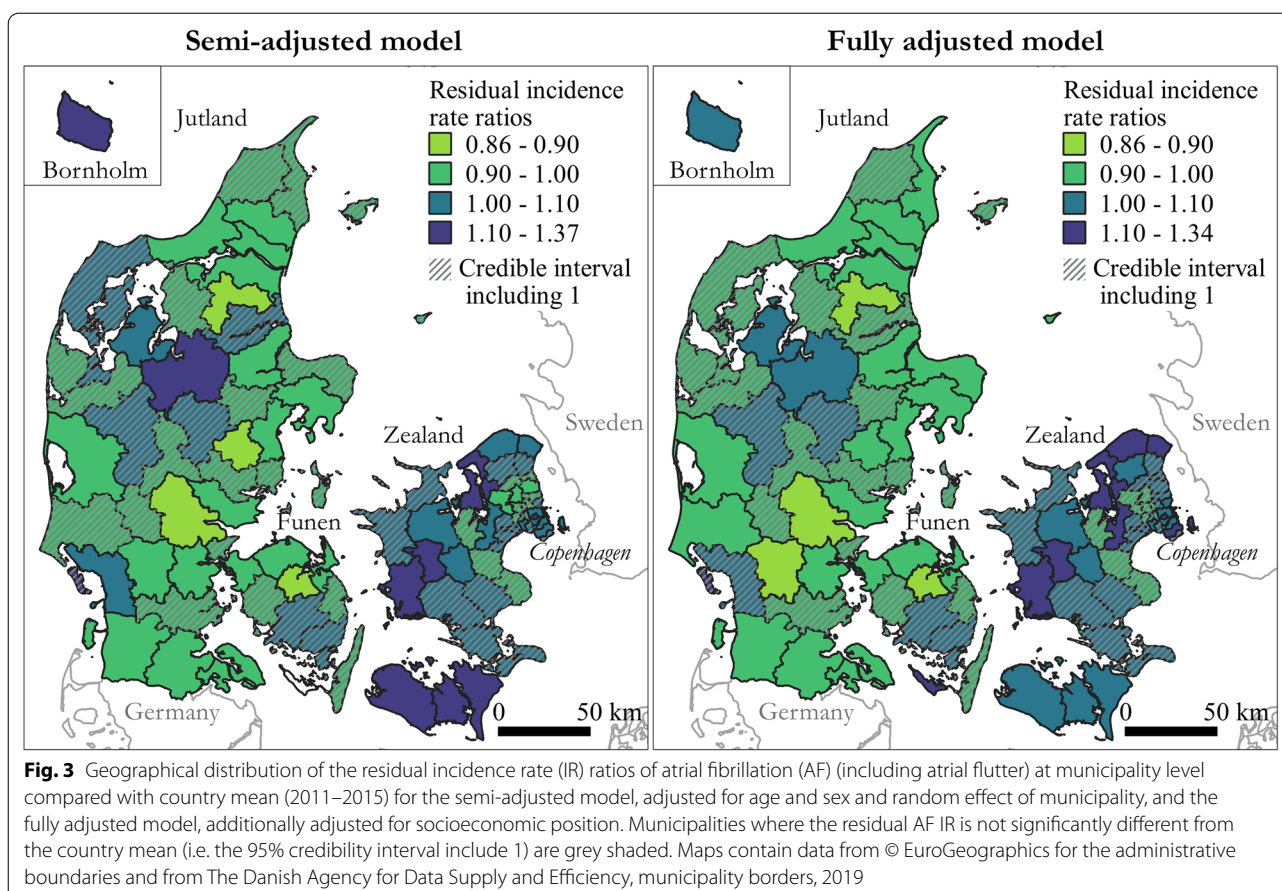 Semi-adjusted model
Fully adjusted model
Bornholm
Jutland
Residual incidence
rate ratios
0.86 - 0.90
0.90 - 1.00
1.00 - 1.10
1.10 - 1.37
Credible interval
including 1
Zealand
Sweden
Funen
Copenhagen
Germany
0 50 km
Bornholm
Jutland
Residual incidence
rate ratios
0.86 - 0.90
0.90 - 1.00
1.00 - 1.10
1.10 - 1.34
Credible interval
including 1
Zealand
Sweden
Funen
Copenhagen
Germany
0 50 km
Fig. 3 Geographical distribution of the residual incidence rate (IR) ratios of atrial fibrillation (AF) (including atrial flutter) at municipality level
compared with country mean (2011–2015) for the semi-adjusted model, adjusted for age and sex and random effect of municipality, and the
fully adjusted model, additionally adjusted for socioeconomic position. Municipalities where the residual AF IR is not significantly different from
the country mean (i.e. the 95% credibility interval include 1) are grey shaded. Maps contain data from © EuroGeographics for the administrative
boundaries and from The Danish Agency for Data Supply and Efficiency, municipality borders, 2019